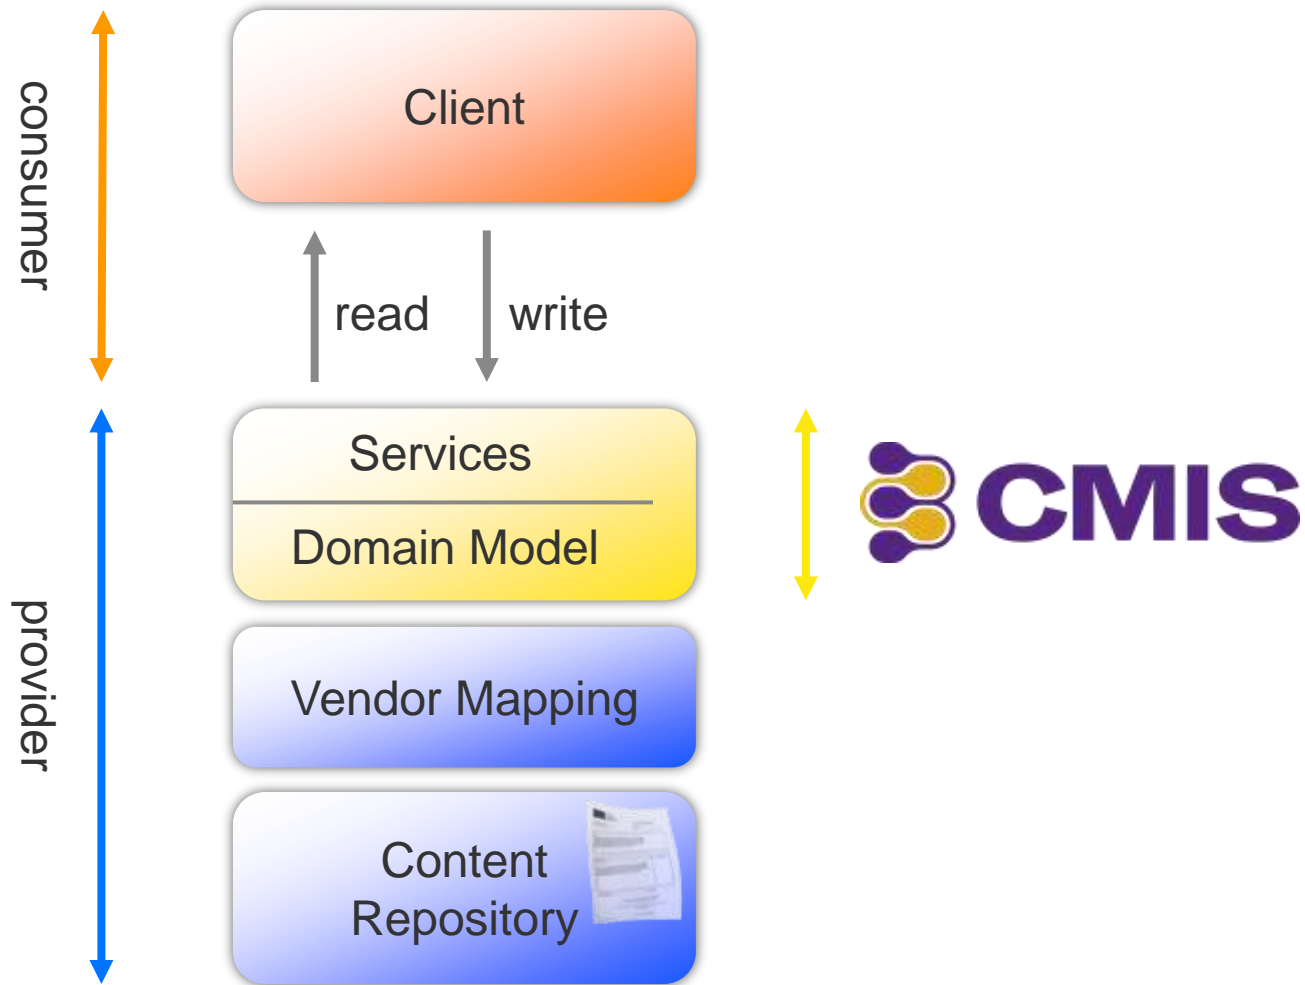 consumer
Client
read
write
Services
Domain Model
CMIS
provider
Vendor Mapping
Content
Repository